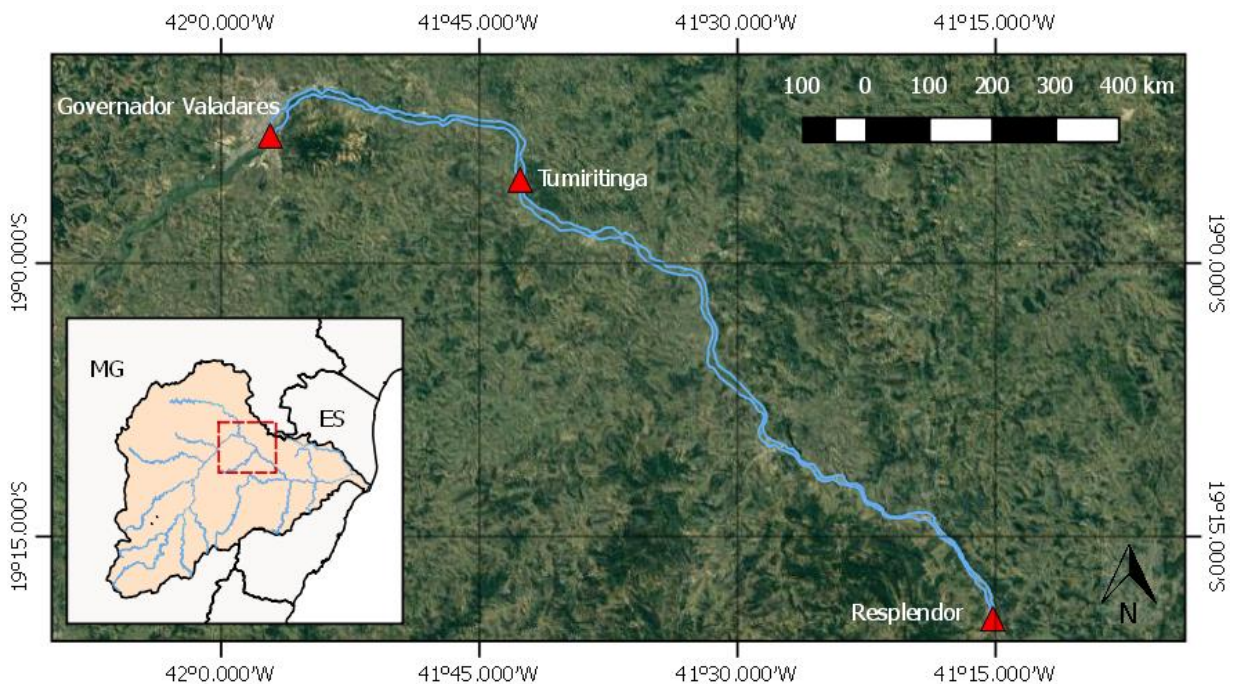 42°0.000'W 41°45.000'W 41°30.000'W 41°15.000'W
100 0 100 200 300 400 km
Governador Valadares
Tumiritinga
19°0.000'S 19°0.000'S
MG
ES
19°15.000'S 19°15.000'S
Resplendor
N
42°0.000'W 41°45.000'W 41°30.000'W 41°15.000'W